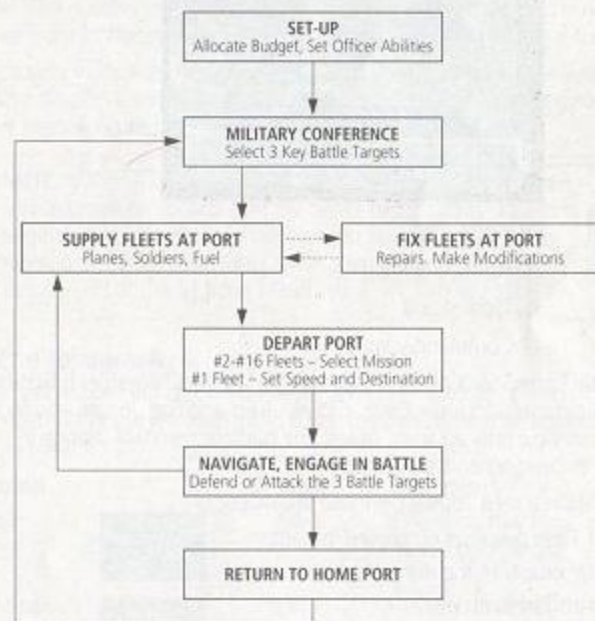 SET-UP
Allocate Budget, Set Officer Abilities
MILITARY CONFERENCE
Select 3 Key Battle Targets
SUPPLY FLEETS AT PORT
Planes, Soldiers, Fuel
FIX FLEETS AT PORT
Repairs. Make Modifications
DEPART PORT
#2-#16 Fleets – Select Mission
#1 Fleet – Set Speed and Destination
NAVIGATE, ENGAGE IN BATTLE
Defend or Attack the 3 Battle Targets
RETURN TO HOME PORT